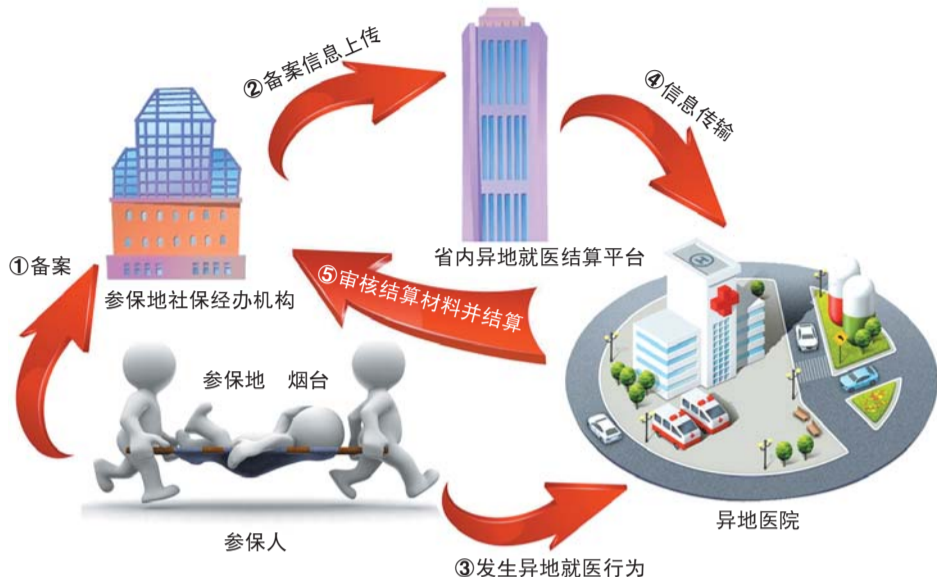 ②备案信息上传
④信息传输
省内异地就医结算平台
①备案
参保地社保经办机构
⑤审核结算材料并结算
参保地 烟台
H
参保人
异地医院
③发生异地就医行为